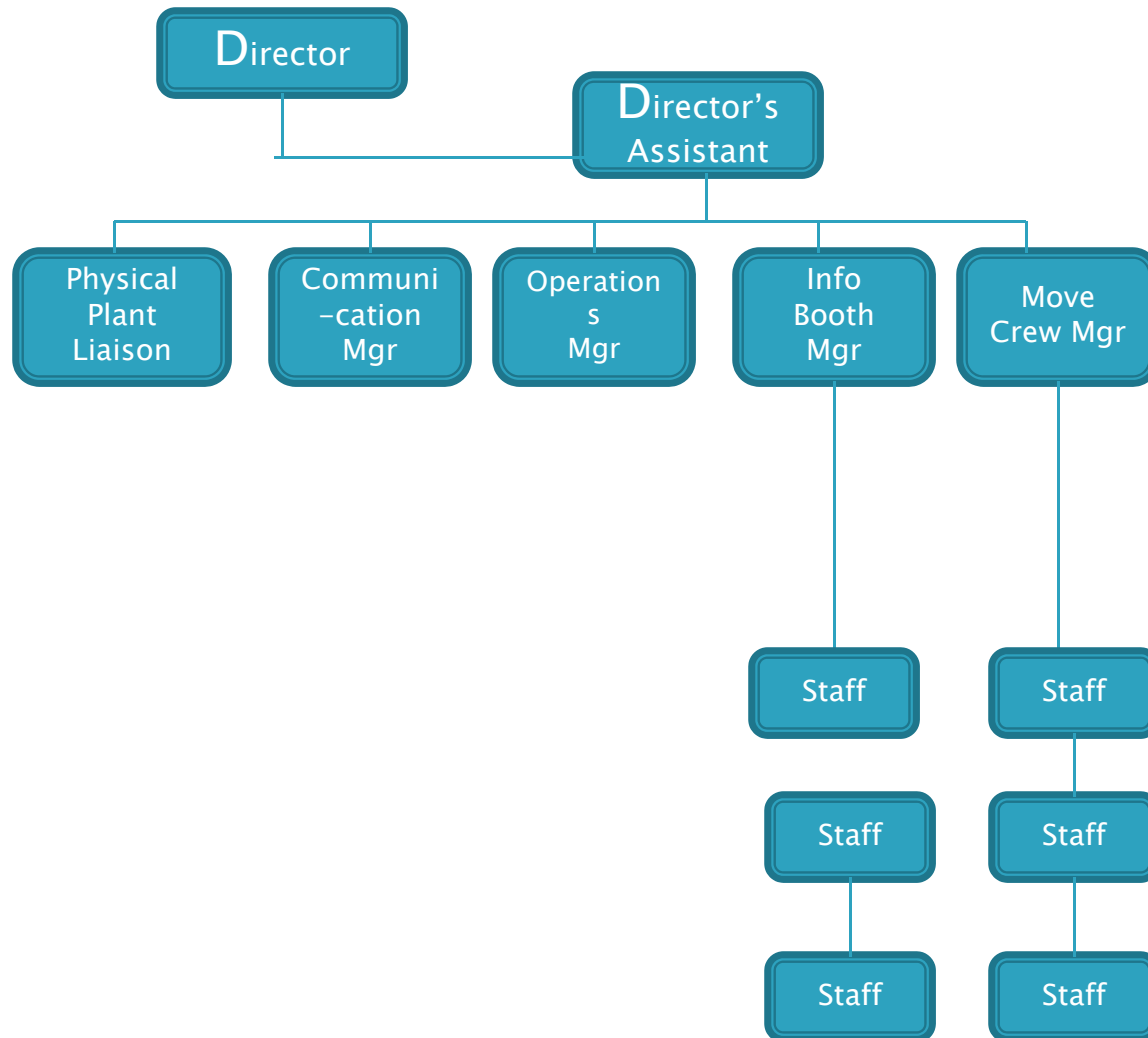 Director
Director’s
Assistant
Physical
Plant
Liaison
Communi
-cation
Mgr
Operation
s
Mgr
Info
Booth
Mgr
Move
Crew Mgr
Staff
Staff
Staff
Staff
Staff
Staff